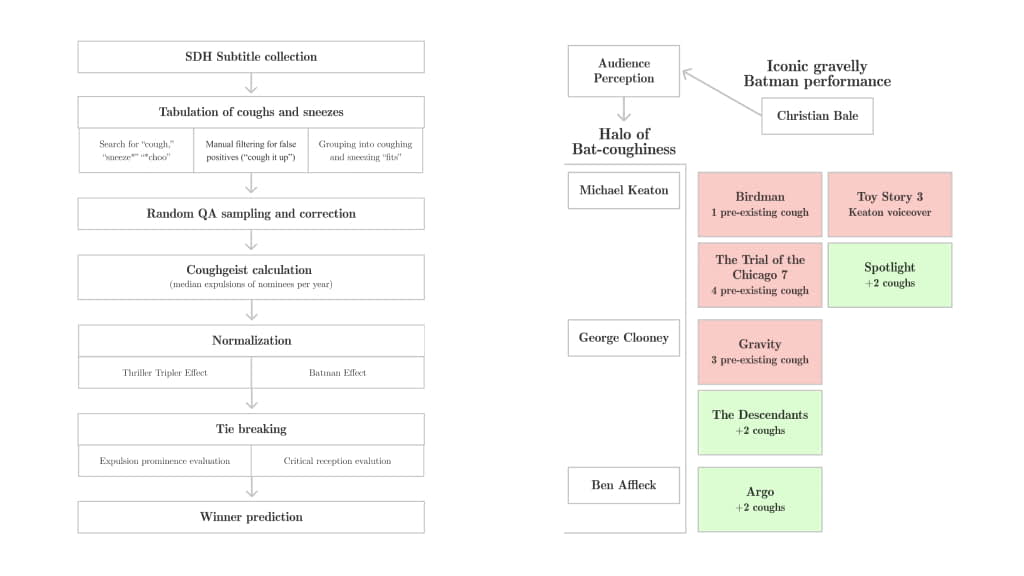 SDH Subtitle collection
Tabulation of coughs and sneezes
Search for “cough,”
“sneeze*” “*choo”
Manual filtering for false
positives (“cough it up”)
Grouping into coughing
and sneezing “fits”
Random QA sampling and correction
Coughgeist calculation
(median expulsions of nominees per year)
Normalization
Thriller Tripler Effect
Batman Effect
Tie breaking
Expulsion prominence evaluation
Critical reception evalution
Winner prediction
Audience
Perception
Iconic gravelly
Batman performance
Christian Bale
Halo of
Bat-coughiness
Michael Keaton
Birdman
1 pre-existing cough
Toy Story 3
Keaton voiceover
The Trial of the
Chicago 7
4 pre-existing cough
Spotlight
+2 coughs
George Clooney
Gravity
3 pre-existing cough
The Descendants
+2 coughs
Ben Affleck
Argo
+2 coughs